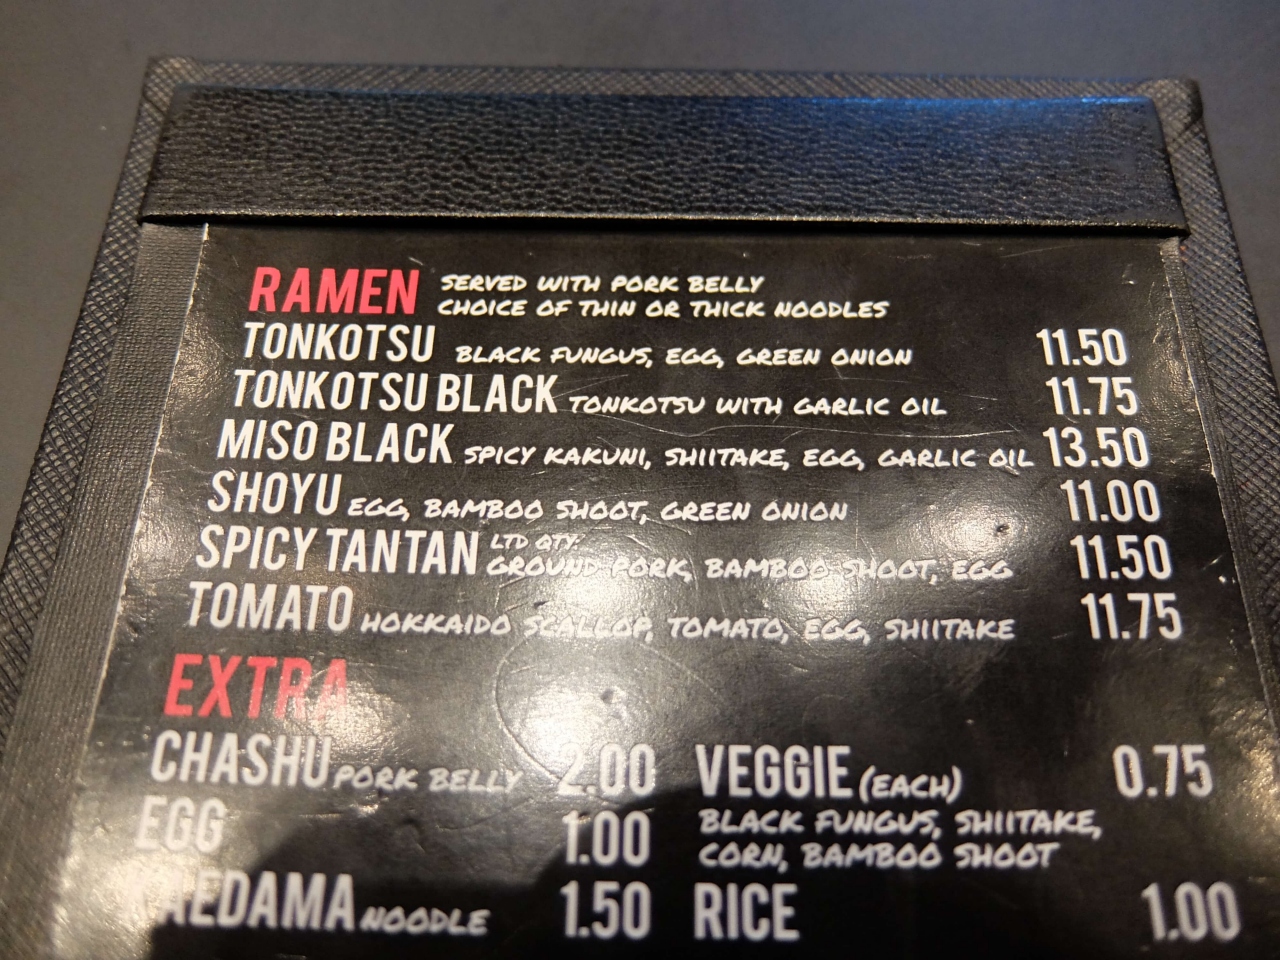 RAMEN SERVED WITH PORK BELLY
CHOICE OF THIN OR THICK NOODLES
TONKOTSU BLACK FUNGUS, EGG, GREEN ONION 11.50
TONKOTSU BLACK TONKOTSU WITH GARLIC OIL 11.75
MISO BLACK SPICY KAKUNI, SHIITAKE, EGG, GARLIC OIL 13.50
SHOYU EGG, BAMBOO SHOOT, GREEN ONION 11.00
SPICY TANTAN LTD QTY. GROUND PORK, BAMBOO SHOOT, EGG 11.50
TOMATO HOKKAIDO SCALLOP, TOMATO, EGG, SHIITAKE 11.75
EXTRA
CHASHU PORK BELLY 2.00
EGG 1.00
KAEDAMA NOODLE 1.50
VEGGIE (EACH) 0.75
BLACK FUNGUS, SHIITAKE,
CORN, BAMBOO SHOOT
RICE 1.00